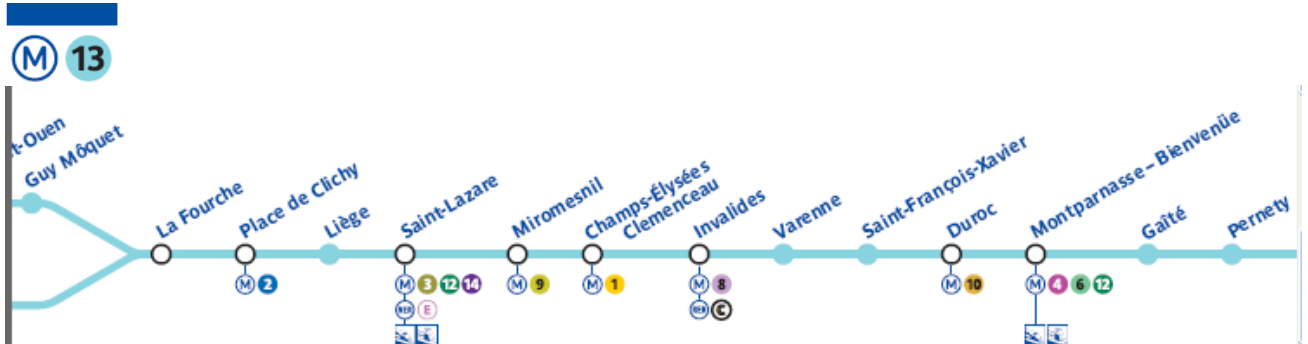 M 13
t-Ouen
Guy Môquet
La Fourche
Place de Clichy
Liège
Saint-Lazare
Miromesnil
Champs-Élysées
Clemenceau
Invalides
Varenne
Saint-François-Xavier
Duroc
Montparnasse – Bienvenüe
Gaîté
Pernety
M 2
M 3 12 14
RER E
M 9
M 1
M 8
RER C
M 10
M 4 6 12